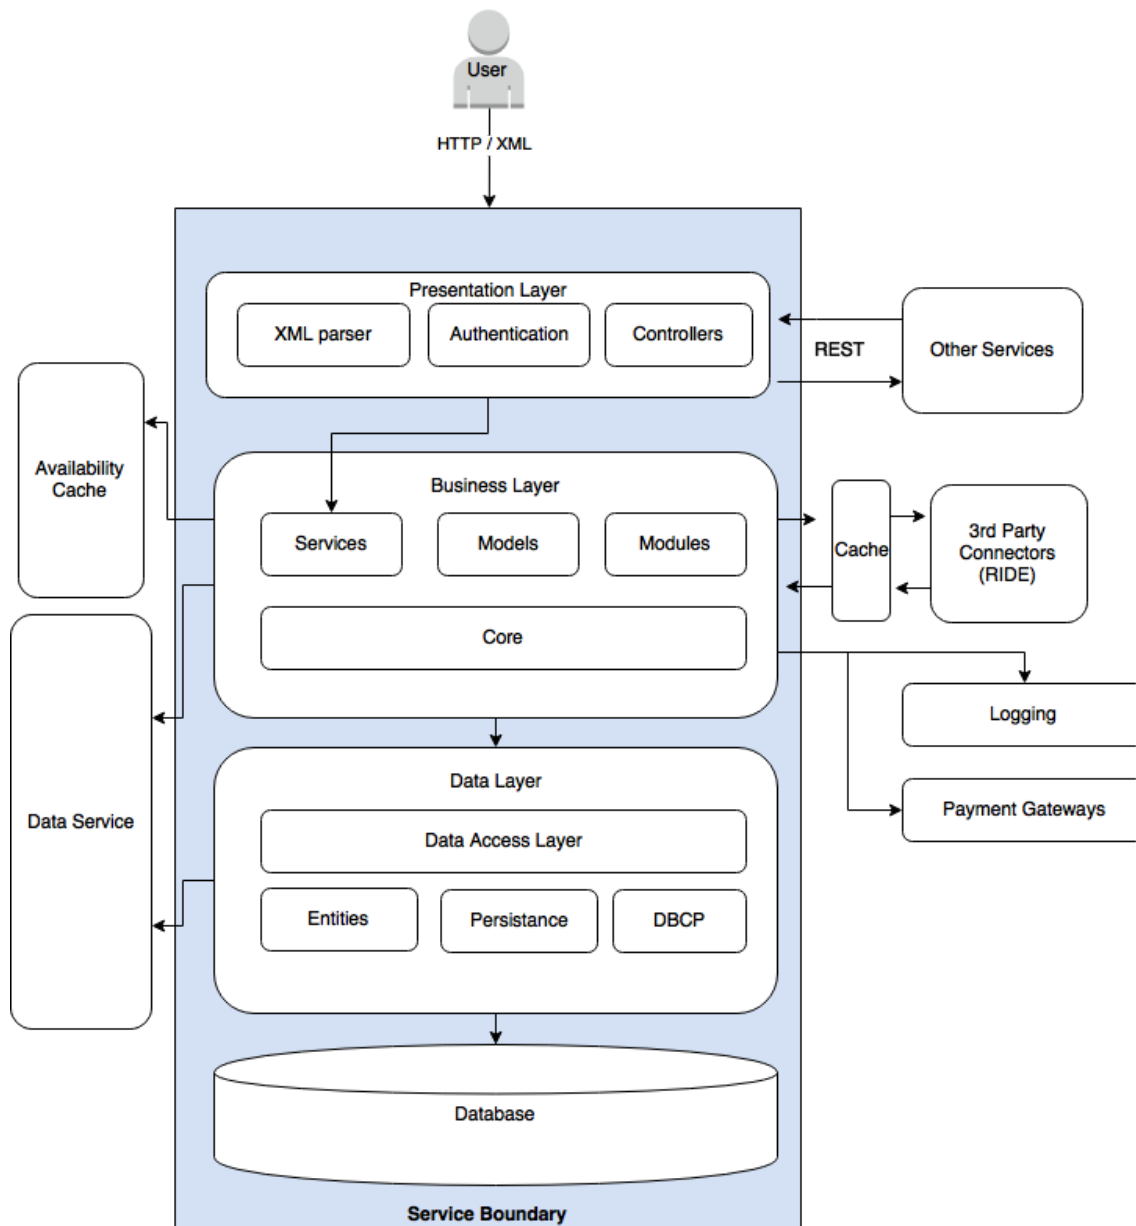 User
HTTP / XML
Presentation Layer
XML parser
Authentication
Controllers
REST
Other Services
Availability
Cache
Business Layer
Services
Models
Modules
Core
Cache
3rd Party
Connectors
(RIDE)
Logging
Payment Gateways
Data Service
Data Layer
Data Access Layer
Entities
Persistance
DBCP
Database
Service Boundary